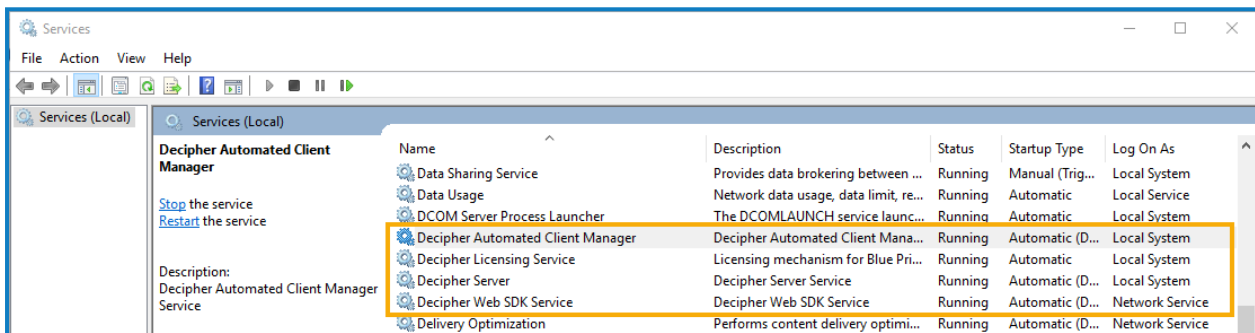 Services
File Action View Help
Services (Local)
Services (Local)
Decipher Automated Client Manager
Stop the service
Restart the service
Description:
Decipher Automated Client Manager Service
Name Description Status Startup Type Log On As
Data Sharing Service Provides data brokering between ... Running Manual (Trig... Local System
Data Usage Network data usage, data limit, re... Running Automatic Local Service
DCOM Server Process Launcher The DCOMLAUNCH service launc... Running Automatic Local System
Decipher Automated Client Manager Decipher Automated Client Mana... Running Automatic (D... Local System
Decipher Licensing Service Licensing mechanism for Blue Pri... Running Automatic Local System
Decipher Server Decipher Server Service Running Automatic (D... Local System
Decipher Web SDK Service Decipher Web SDK Service Running Automatic (D... Network Service
Delivery Optimization Performs content delivery optimi... Running Automatic (D... Network Service